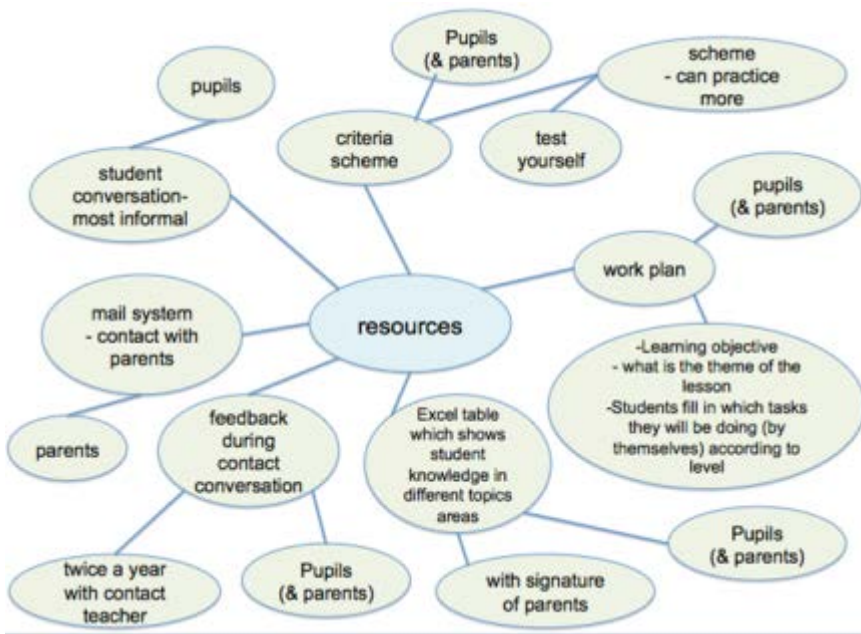 Pupils
(& parents)
scheme
- can practice
more
pupils
criteria
scheme
test
yourself
student
conversation-
most informal
pupils
(& parents)
work plan
mail system
- contact with
parents
resources
-Learning objective
- what is the theme of the
lesson
-Students fill in which tasks
they will be doing (by
themselves) according to
level
parents
feedback
during
contact
conversation
Excel table
which shows
student
knowledge in
different topics
areas
twice a year
with contact
teacher
Pupils
(& parents)
with signature
of parents
Pupils
(& parents)